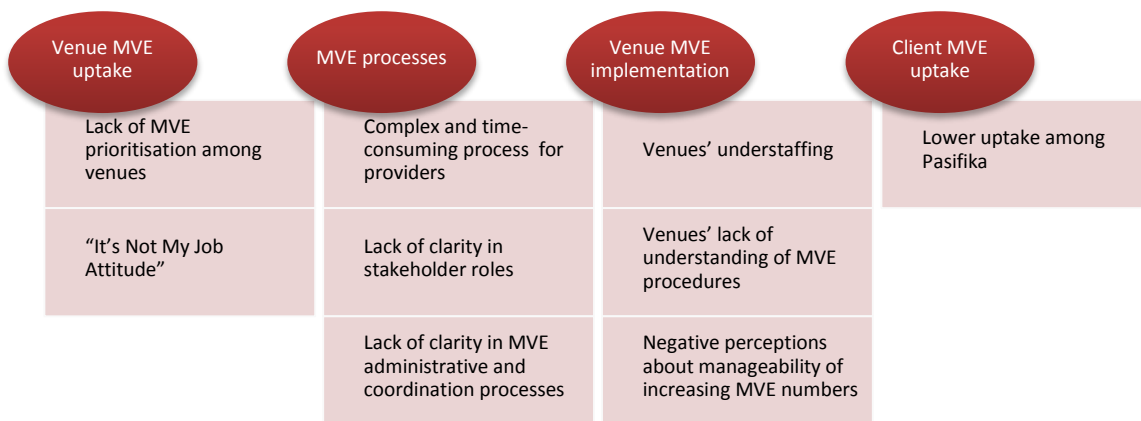 Venue MVE
uptake
Lack of MVE
prioritisation among
venues
“It’s Not My Job
Attitude”
MVE processes
Complex and time-
consuming process for
providers
Lack of clarity in
stakeholder roles
Lack of clarity in MVE
administrative and
coordination processes
Venue MVE
implementation
Venues’ understaffing
Venues’ lack of
understanding of MVE
procedures
Negative perceptions
about manageability of
increasing MVE numbers
Client MVE
uptake
Lower uptake among
Pasifika